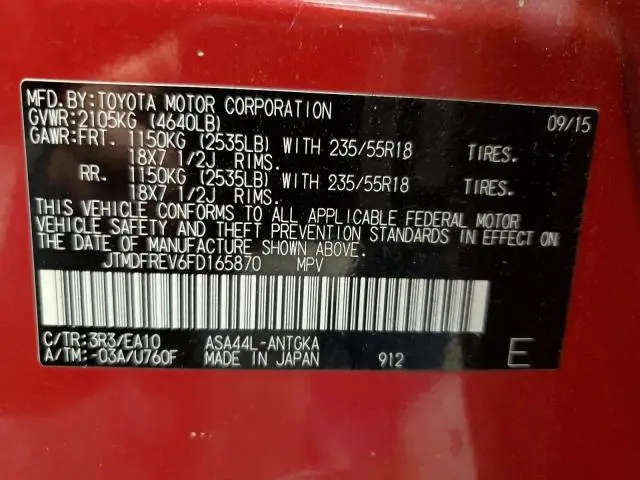 MFD.BY:TOYOTA MOTOR CORPORATION 09/15
GVWR:2105KG (4640LB)
GAWR:FRT. 1150KG (2535LB) WITH 235/55R18 TIRES.
18X7 1/2J RIMS.
RR. 1150KG (2535LB) WITH 235/55R18 TIRES.
18X7 1/2J RIMS.
THIS VEHICLE CONFORMS TO ALL APPLICABLE FEDERAL MOTOR
VEHICLE SAFETY AND THEFT PREVENTION STANDARDS IN EFFECT ON
THE DATE OF MANUFACTURE SHOWN ABOVE.
JTMDFREV6FD165870 MPV
C/TR:3R3/EA10 ASA44L-ANTGKA
A/TM:-03A/U760F MADE IN JAPAN 912 E